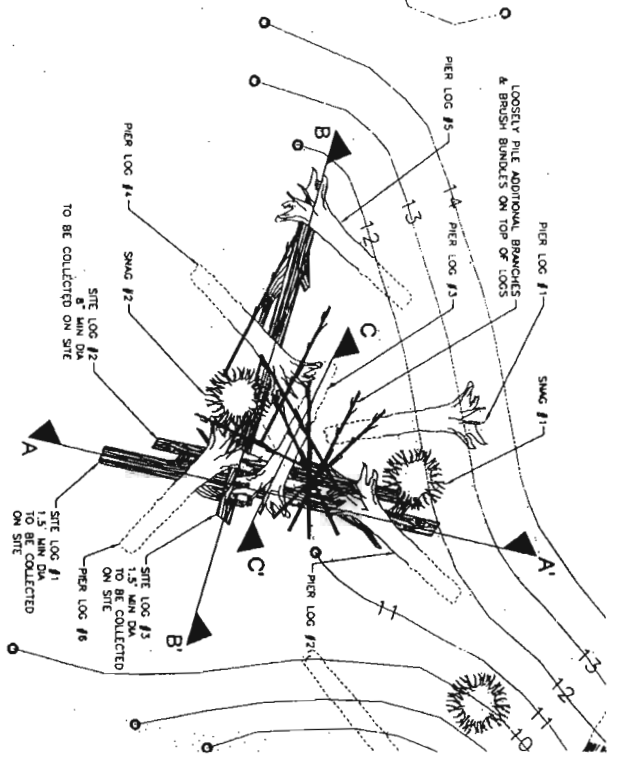 LOOSELY PILE ADDITIONAL BRANCHES
& BRUSH BUNDLES ON TOP OF LOGS
PIER LOG #1
SNAG #1
PIER LOG #5
PIER LOG #3
14
13
12
B
C
PIER LOG #4
SNAG #2
SITE LOG #2
8" MIN DIA
TO BE COLLECTED ON SITE
A
A'
C'
B'
SITE LOG #1
1.5' MIN DIA
TO BE COLLECTED
ON SITE
PIER LOG #6
SITE LOG #3
1.5' MIN DIA
TO BE COLLECTED
ON SITE
PIER LOG #2
11
13
12
11
10